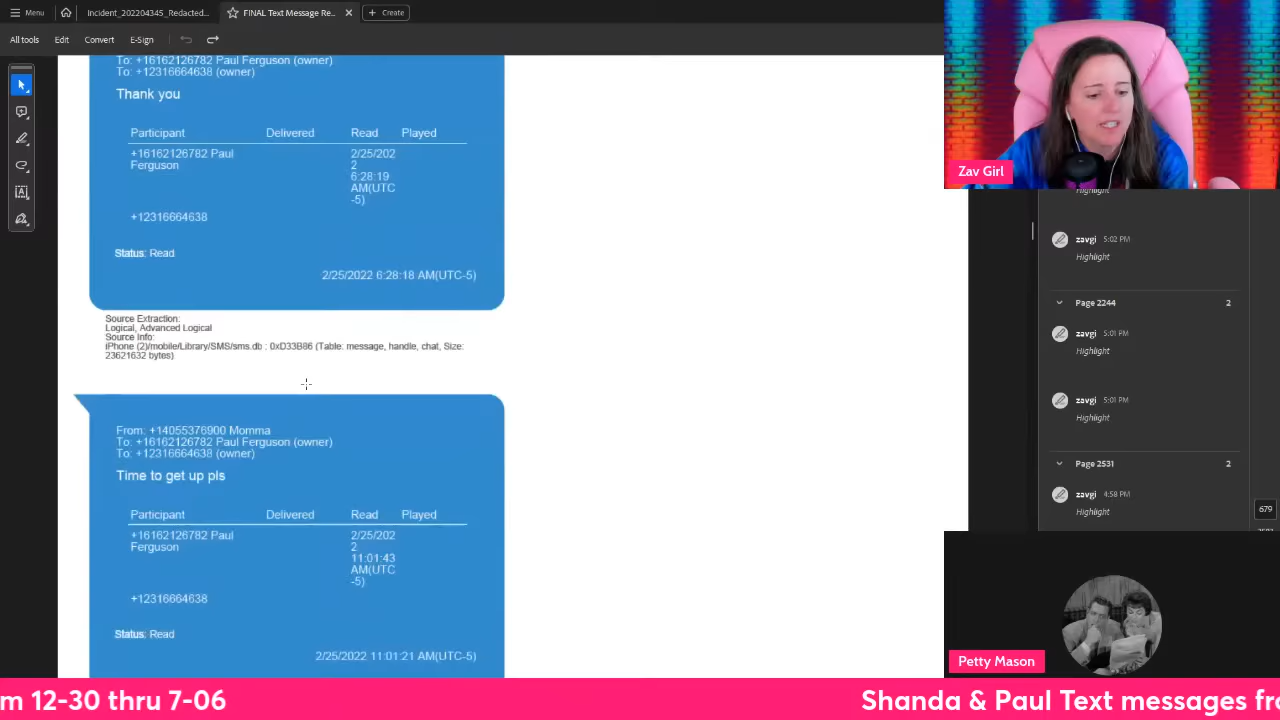 Menu
Incident_202204345_Redacted...
FINAL Text Message Re...
Create
All tools
Edit
Convert
E-Sign
To: +16162126782 Paul Ferguson (owner)
To: +12316664638 (owner)
Thank you
Participant Delivered Read Played
+16162126782 Paul
Ferguson
2/25/202
2
6:28:19
AM(UTC
-5)
+12316664638
Status: Read
2/25/2022 6:28:18 AM(UTC-5)
Source Extraction:
Logical, Advanced Logical
Source Info:
iPhone (2)/mobile/Library/SMS/sms.db : 0xD33B86 (Table: message, handle, chat, Size:
23621632 bytes)
From: +14055376900 Momma
To: +16162126782 Paul Ferguson (owner)
To: +12316664638 (owner)
Time to get up pls
Participant Delivered Read Played
+16162126782 Paul
Ferguson
2/25/202
2
11:01:43
AM(UTC
-5)
+12316664638
Status: Read
2/25/2022 11:01:21 AM(UTC-5)
Zav Girl
Highlight
zavgi 5:02 PM
Highlight
Page 2244 2
zavgi 5:01 PM
Highlight
zavgi 5:01 PM
Highlight
Page 2531 2
zavgi 4:58 PM
Highlight
679
Petty Mason
m 12-30 thru 7-06
Shanda & Paul Text messages fro